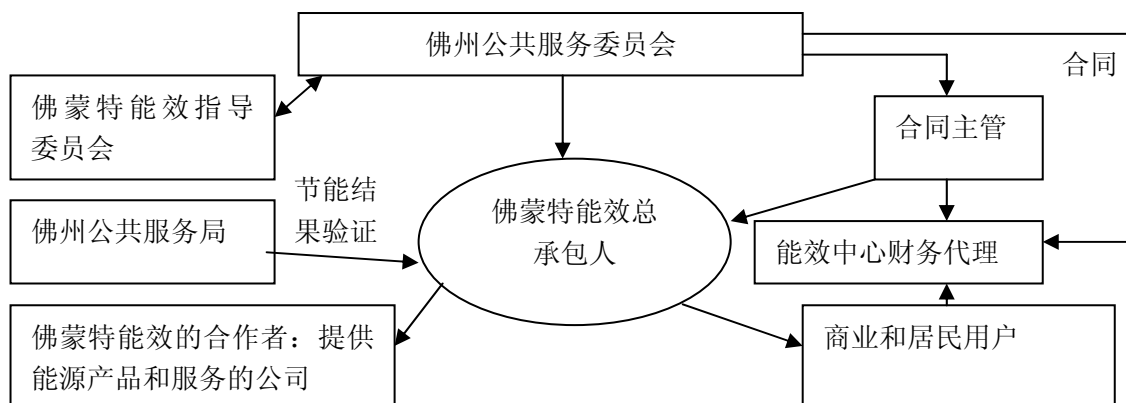 佛州公共服务委员会
合同
佛蒙特能效指导
委员会
合同主管
节能结
果验证
佛州公共服务局
佛蒙特能效总
承包人
能效中心财务代理
佛蒙特能效的合作者：提供
能源产品和服务的公司
商业和居民用户